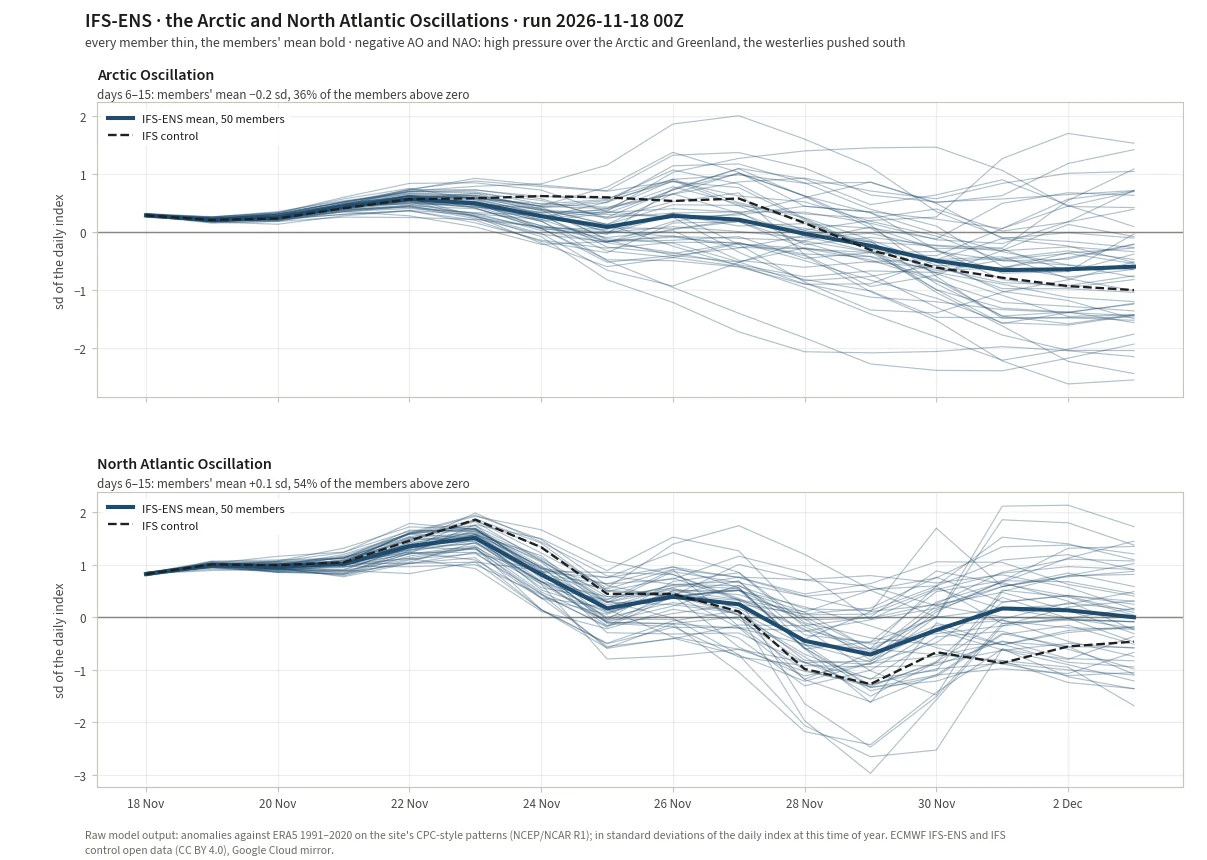 IFS-ENS · the Arctic and North Atlantic Oscillations · run 2026-11-18 00Z
every member thin, the members' mean bold · negative AO and NAO: high pressure over the Arctic and Greenland, the westerlies pushed south
Arctic Oscillation
days 6–15: members' mean −0.2 sd, 36% of the members above zero
IFS-ENS mean, 50 members
IFS control
sd of the daily index
2
1
0
−1
−2
North Atlantic Oscillation
days 6–15: members' mean +0.1 sd, 54% of the members above zero
IFS-ENS mean, 50 members
IFS control
sd of the daily index
2
1
0
−1
−2
−3
18 Nov 20 Nov 22 Nov 24 Nov 26 Nov 28 Nov 30 Nov 2 Dec
Raw model output: anomalies against ERA5 1991–2020 on the site's CPC-style patterns (NCEP/NCAR R1); in standard deviations of the daily index at this time of year. ECMWF IFS-ENS and IFS
control open data (CC BY 4.0), Google Cloud mirror.